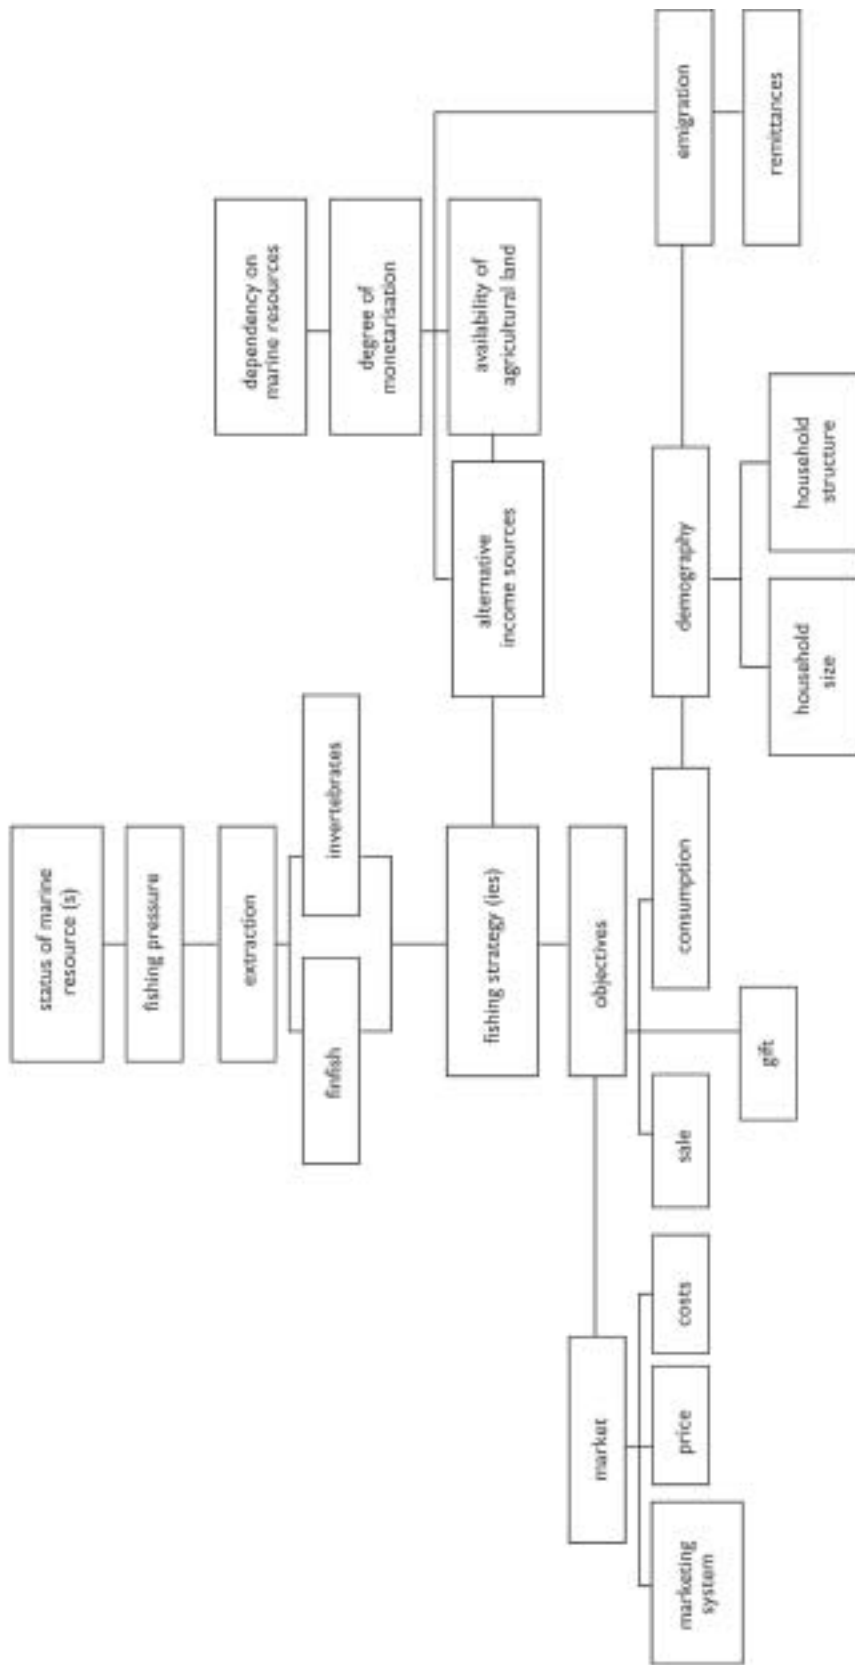 status of marine
resource (s)
fishing pressure
extraction
finfish
invertebrates
dependency on
marine resources
degree of
monetarisation
fishing strategy (ies)
alternative
income sources
availability of
agricultural land
market
objectives
marketing
system
price
costs
sale
consumption
demography
emigration
gift
household
size
household
structure
remittances